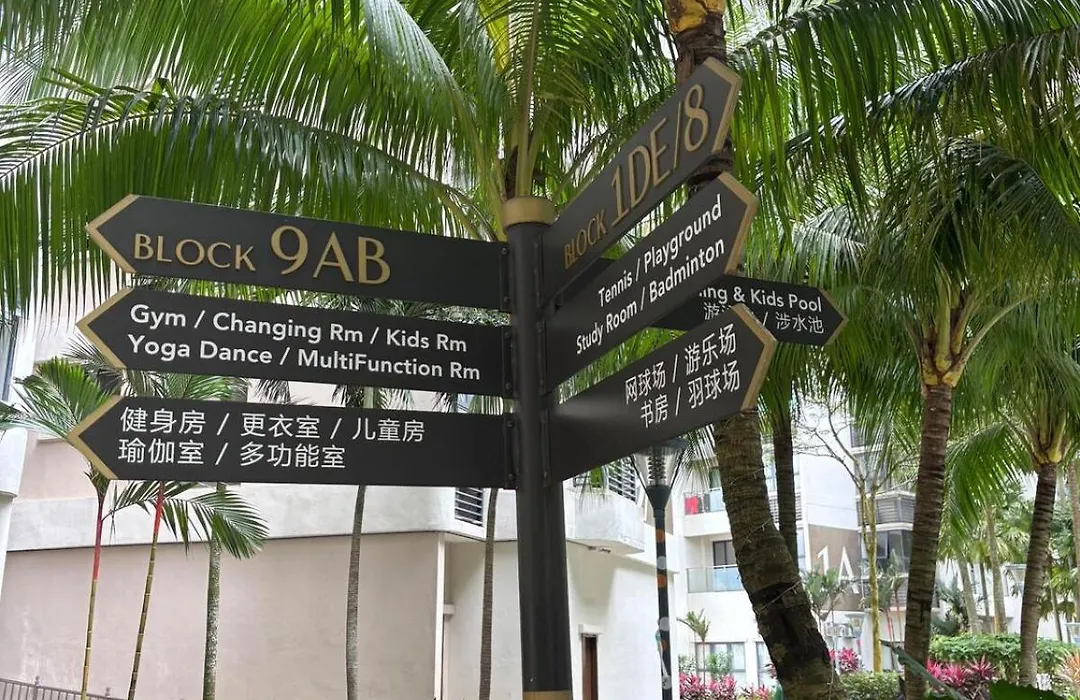 BLOCK 9AB
Gym / Changing Rm / Kids Rm
Yoga Dance / MultiFunction Rm
健身房 / 更衣室 / 儿童房
瑜伽室 / 多功能室
BLOCK 1DE/8
Tennis / Playground
Study Room / Badminton
网球场 / 游乐场
书房 / 羽球场
& Kids Pool
/ 涉水池
1A